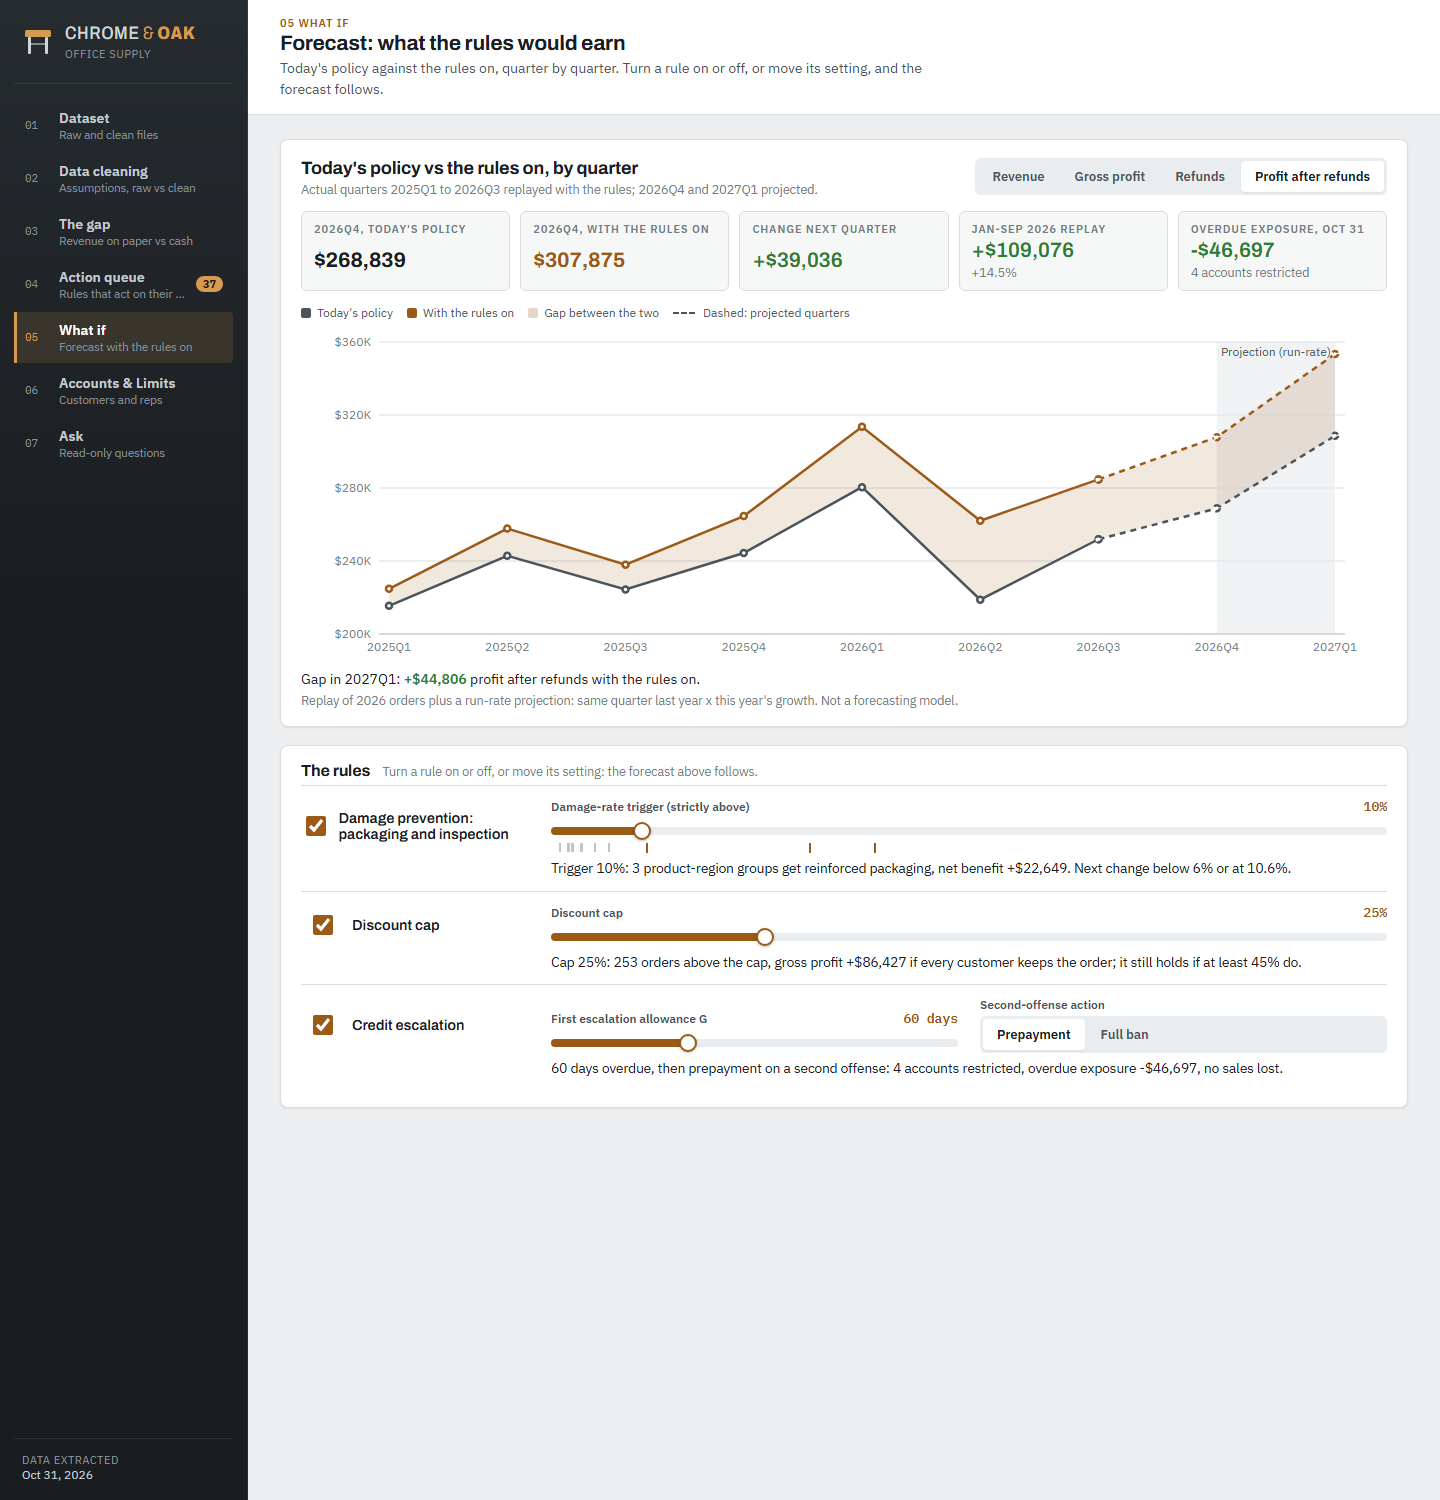 CHROME & OAK
OFFICE SUPPLY
01
Dataset
Raw and clean files
02
Data cleaning
Assumptions, raw vs clean
03
The gap
Revenue on paper vs cash
04
Action queue
Rules that act on their ...
37
05
What if
Forecast with the rules on
06
Accounts & Limits
Customers and reps
07
Ask
Read-only questions
DATA EXTRACTED
Oct 31, 2026
05 WHAT IF
Forecast: what the rules would earn
Today's policy against the rules on, quarter by quarter. Turn a rule on or off, or move its setting, and the
forecast follows.
Today's policy vs the rules on, by quarter
Actual quarters 2025Q1 to 2026Q3 replayed with the rules; 2026Q4 and 2027Q1 projected.
Revenue Gross profit Refunds Profit after refunds
2026Q4, TODAY'S POLICY
$268,839
2026Q4, WITH THE RULES ON
$307,875
CHANGE NEXT QUARTER
+$39,036
JAN-SEP 2026 REPLAY
+$109,076
+14.5%
OVERDUE EXPOSURE, OCT 31
-$46,697
4 accounts restricted
Today's policy With the rules on Gap between the two Dashed: projected quarters
$360K
Projection (run-rate)
$320K
$280K
$240K
$200K
2025Q1 2025Q2 2025Q3 2025Q4 2026Q1 2026Q2 2026Q3 2026Q4 2027Q1
Gap in 2027Q1: +$44,806 profit after refunds with the rules on.
Replay of 2026 orders plus a run-rate projection: same quarter last year x this year's growth. Not a forecasting model.
The rules Turn a rule on or off, or move its setting: the forecast above follows.
Damage prevention:
packaging and inspection
Damage-rate trigger (strictly above) 10%
Trigger 10%: 3 product-region groups get reinforced packaging, net benefit +$22,649. Next change below 6% or at 10.6%.
Discount cap
Discount cap 25%
Cap 25%: 253 orders above the cap, gross profit +$86,427 if every customer keeps the order; it still holds if at least 45% do.
Credit escalation
First escalation allowance G 60 days
Second-offense action
Prepayment Full ban
60 days overdue, then prepayment on a second offense: 4 accounts restricted, overdue exposure -$46,697, no sales lost.